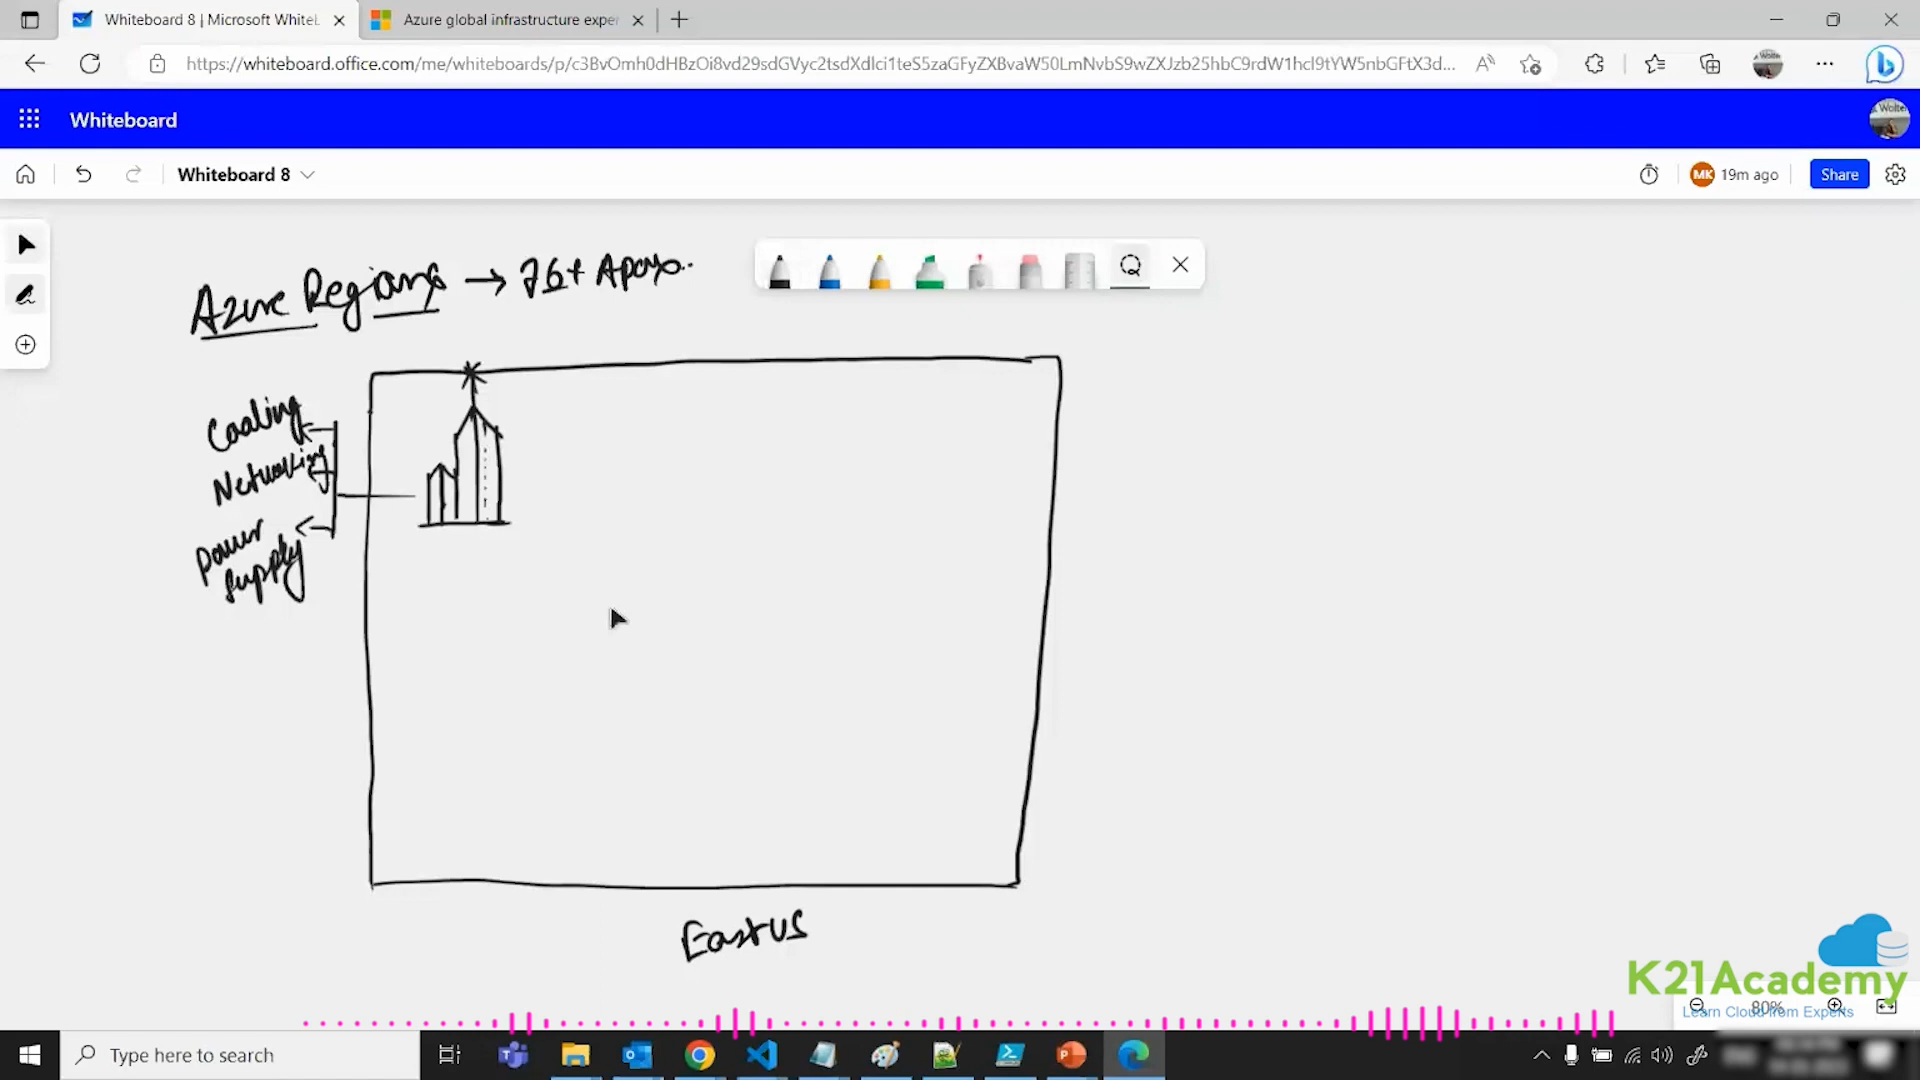 Whiteboard 8 | Microsoft Whitel
Azure global infrastructure exper
https://whiteboard.office.com/me/whiteboards/p/c3BvOmh0dHBzOi8vd29sdGVyc2tsdXdlci1teS5zaGFyZXBvaW50LmNvbS9wZXJzb25hbC9rdW1hcl9tYW5nbGFtX3d...
Whiteboard
Whiteboard 8
MK 19m ago
Share
Azure Regions → 76+
Cooling
Networking
Power
Supply
EastUS
K21Academy
Learn Cloud from Experts
80%
Type here to search